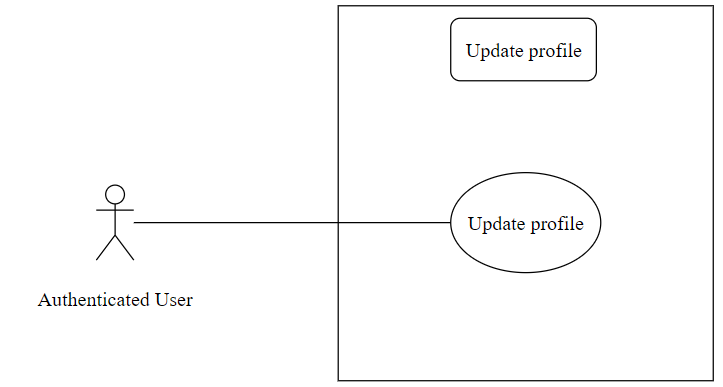 Update profile
Update profile
Authenticated User